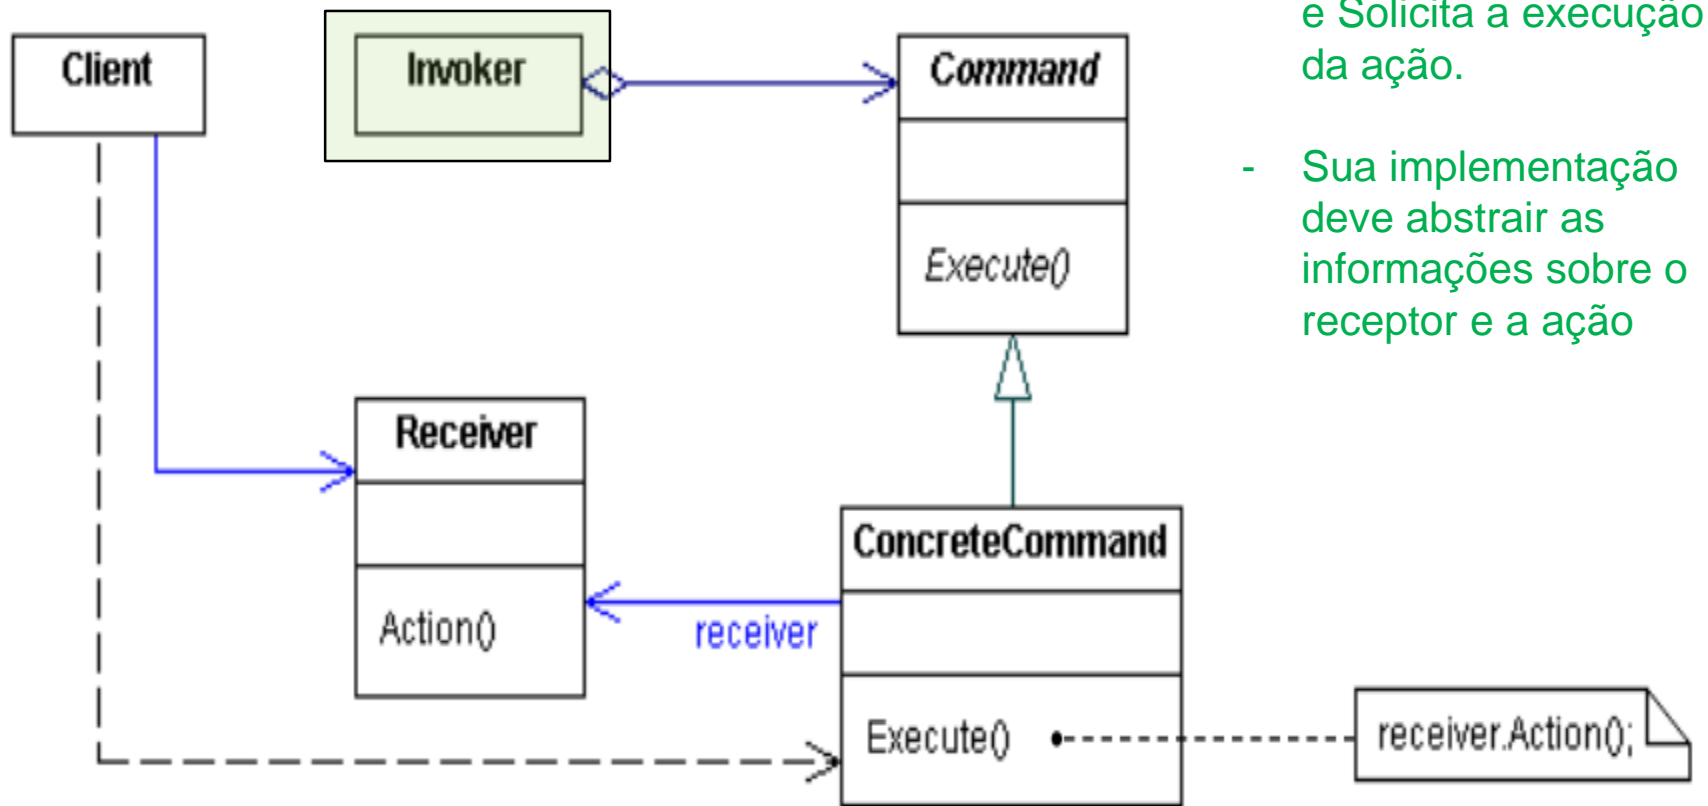 e Solicita a execução
da ação.
- Sua implementação
deve abstrair as
informações sobre o
receptor e a ação
Client
Invoker
Command
Execute()
Receiver
Action()
receiver
ConcreteCommand
Execute()
receiver.Action();